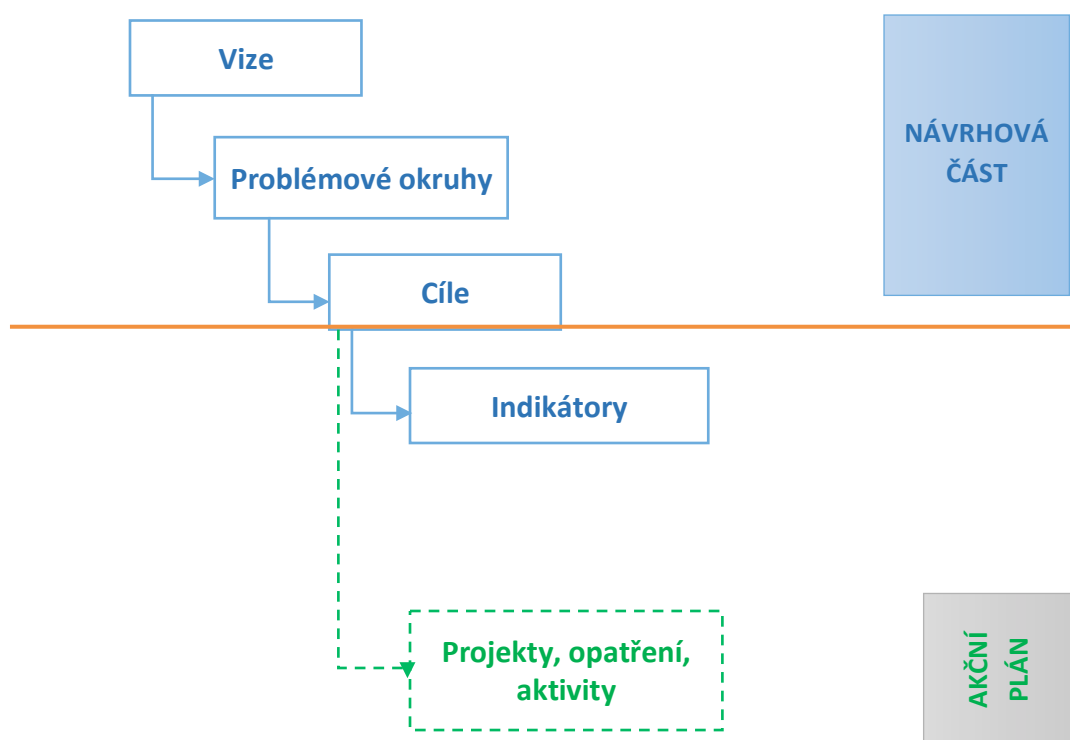 Vize
Problémové okruhy
Cíle
NÁVRHOVÁ
ČÁST
Indikátory
Projekty, opatření,
aktivity
AKČNÍ
PLÁN